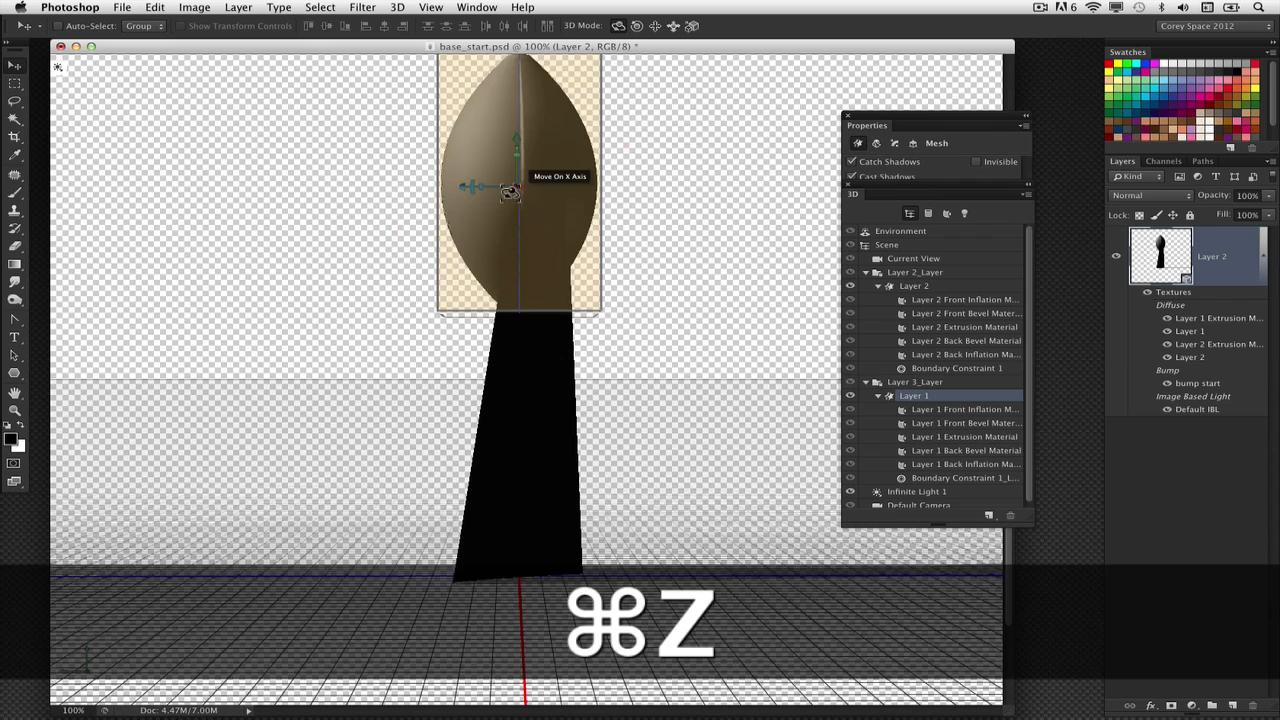 Photoshop File Edit Image Layer Type Select Filter 3D View Window Help
6
Auto-Select: Group Show Transform Controls 3D Mode: Corey Space 2012
base_start.psd @ 100% (Layer 2, RGB/8) *
Swatches
Properties
Mesh
Catch Shadows Invisible
Cast Shadows
Move On X Axis
3D
Environment
Scene
Current View
Layer 2_Layer
Layer 2
Layer 2 Front Inflation M...
Layer 2 Front Bevel Mater...
Layer 2 Extrusion Material
Layer 2 Back Bevel Material
Layer 2 Back Inflation Ma...
Boundary Constraint 1
Layer 3_Layer
Layer 1
Layer 1 Front Inflation M...
Layer 1 Front Bevel Mater...
Layer 1 Extrusion Material
Layer 1 Back Bevel Material
Layer 1 Back Inflation Ma...
Boundary Constraint 1_L...
Infinite Light 1
Default Camera
Layers Channels Paths
Kind
Normal Opacity: 100%
Lock: Fill: 100%
Layer 2
Textures
Diffuse
Layer 1 Extrusion M...
Layer 1
Layer 2 Extrusion M...
Layer 2
Bump
bump start
Image Based Light
Default IBL
⌘Z
100% Doc: 4.47M/7.00M